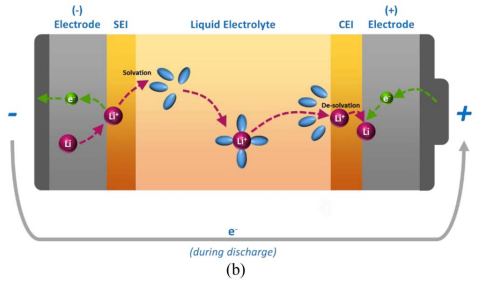 (-)
Electrode
SEI
Liquid Electrolyte
CEI
(+)
Electrode
Solvation
De-solvation
e-
Li+
Li
Li+
Li+
Li
e-
-
+
e-
(during discharge)
(b)